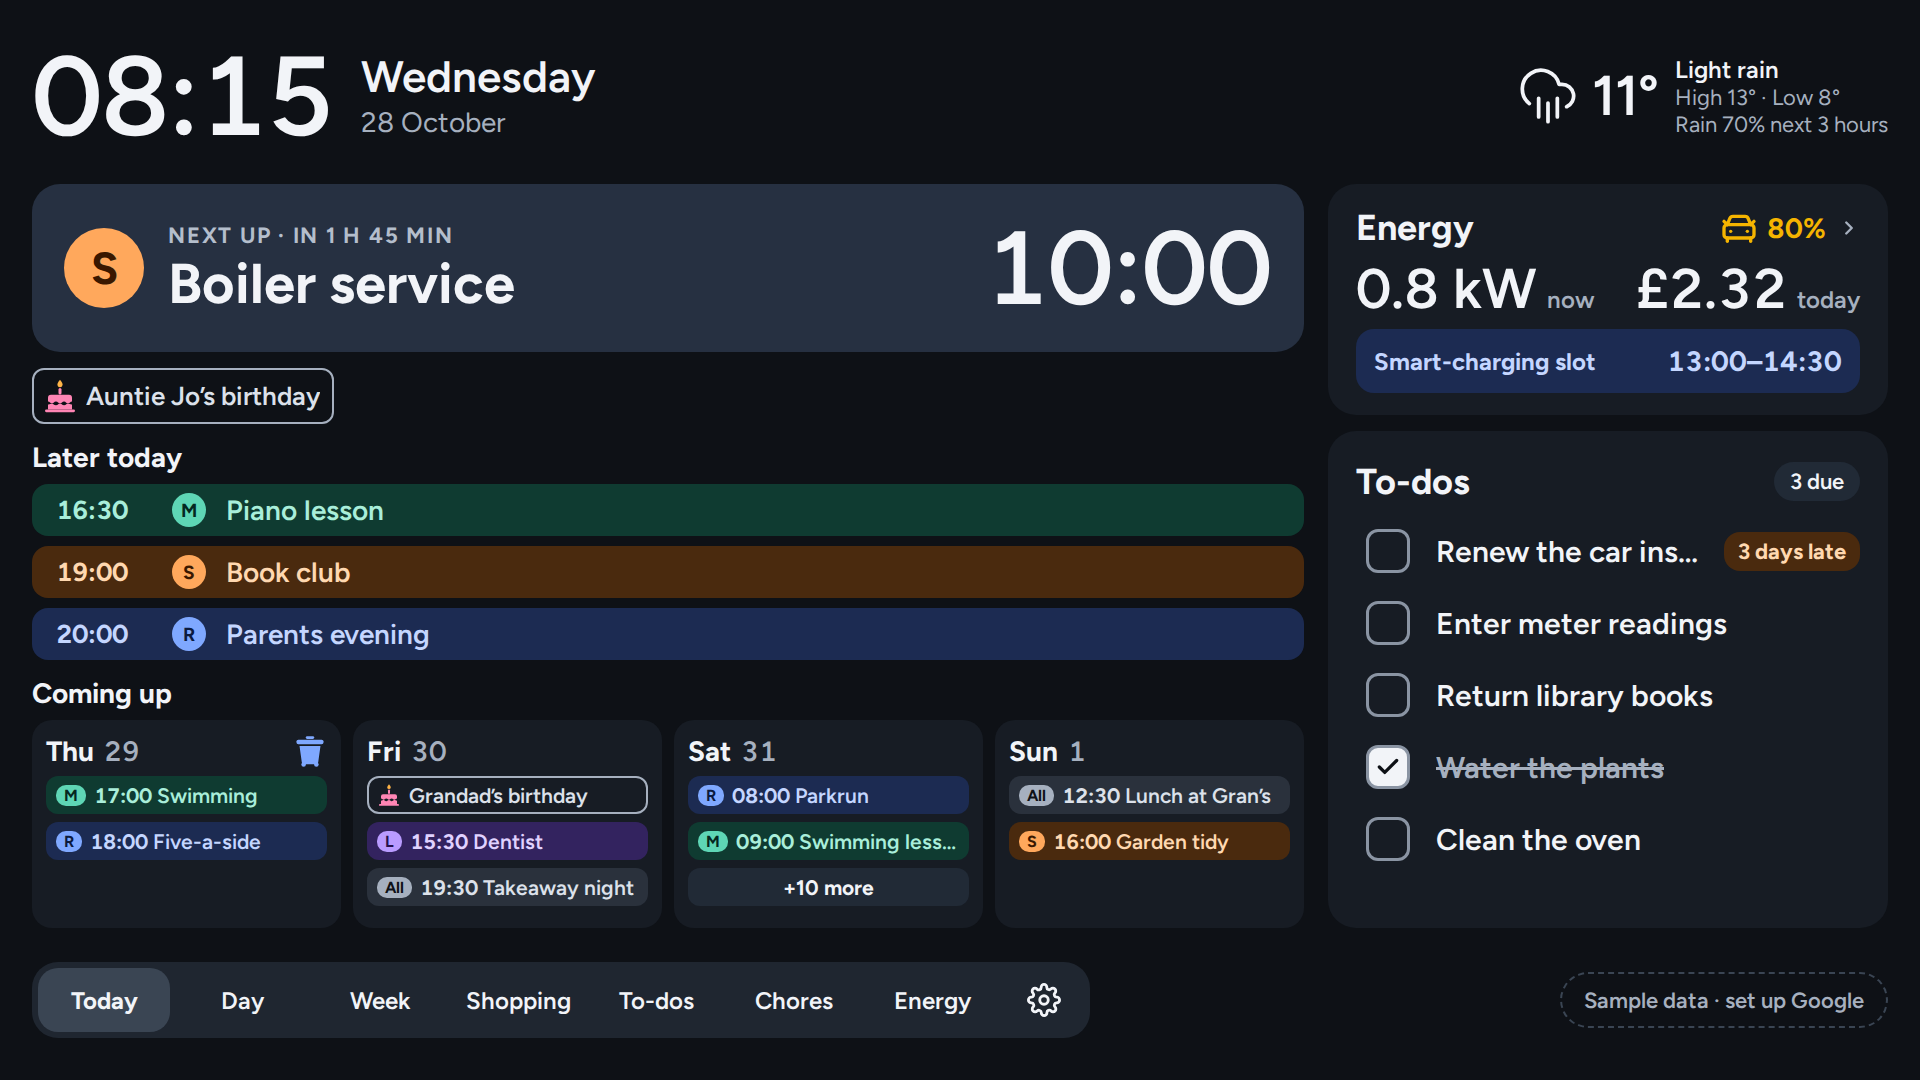 08:15
Wednesday
28 October
11°
Light rain
High 13° · Low 8°
Rain 70% next 3 hours
S
NEXT UP · IN 1 H 45 MIN
Boiler service
10:00
Auntie Jo's birthday
Later today
16:30 M Piano lesson
19:00 S Book club
20:00 R Parents evening
Coming up
Thu 29
M 17:00 Swimming
R 18:00 Five-a-side
Fri 30
Grandad's birthday
L 15:30 Dentist
All 19:30 Takeaway night
Sat 31
R 08:00 Parkrun
M 09:00 Swimming less...
+10 more
Sun 1
All 12:30 Lunch at Gran's
S 16:00 Garden tidy
Energy
80%
0.8 kW now
£2.32 today
Smart-charging slot 13:00–14:30
To-dos
3 due
Renew the car ins... 3 days late
Enter meter readings
Return library books
Water the plants
Clean the oven
Today Day Week Shopping To-dos Chores Energy
Sample data · set up Google